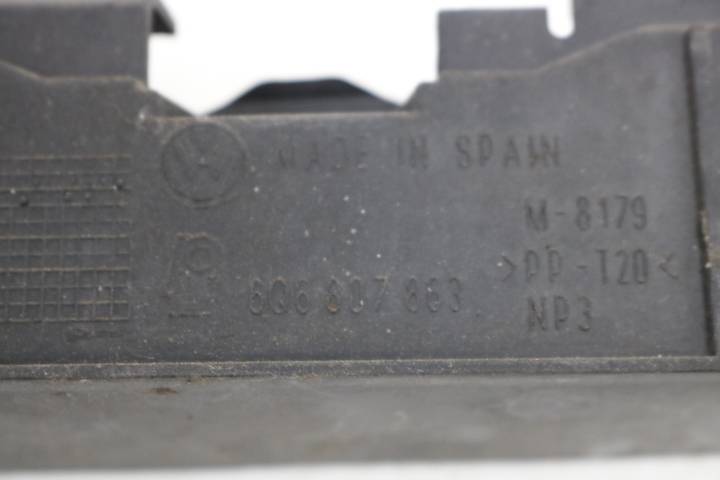 MADE IN SPAIN
M-8179
>PP-T20<
6Q6 807 863
NP3